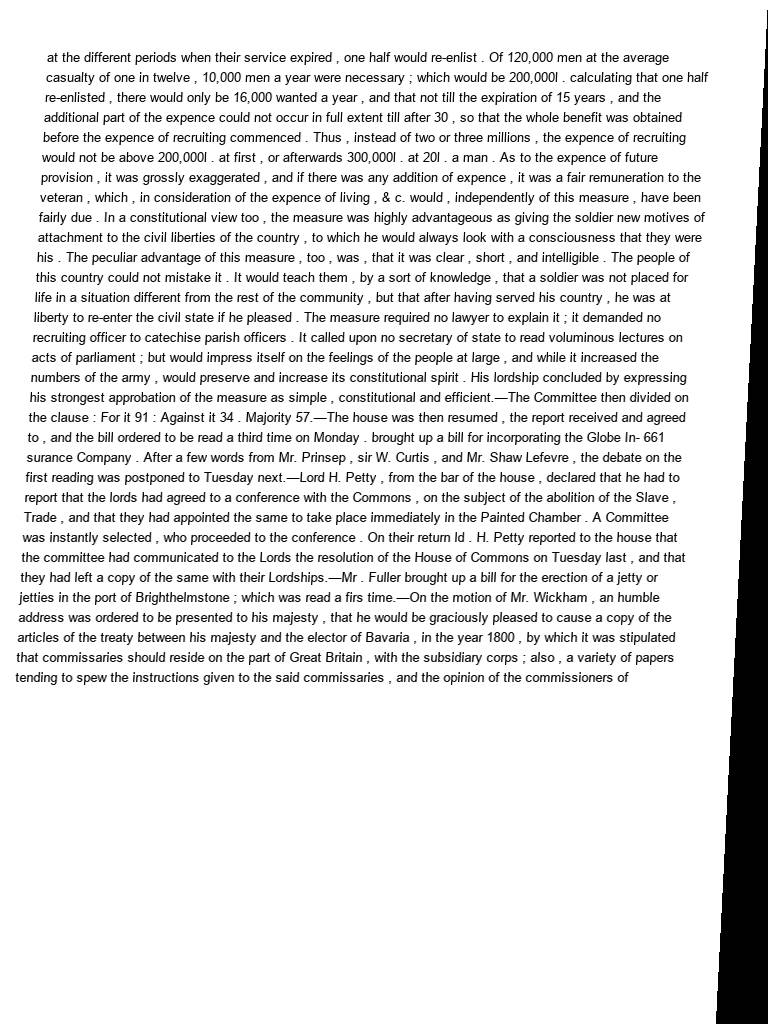 at the different periods when their service expired , one half would re-enlist . Of 120,000 men at the average
casualty of one in twelve , 10,000 men a year were necessary ; which would be 200,000l . calculating that one half
re-enlisted , there would only be 16,000 wanted a year , and that not till the expiration of 15 years , and the
additional part of the expence could not occur in full extent till after 30 , so that the whole benefit was obtained
before the expence of recruiting commenced . Thus , instead of two or three millions , the expence of recruiting
would not be above 200,000l . at first , or afterwards 300,000l . at 20l . a man . As to the expence of future
provision , it was grossly exaggerated , and if there was any addition of expence , it was a fair remuneration to the
veteran , which , in consideration of the expence of living , & c. would , independently of this measure , have been
fairly due . In a constitutional view too , the measure was highly advantageous as giving the soldier new motives of
attachment to the civil liberties of the country , to which he would always look with a consciousness that they were
his . The peculiar advantage of this measure , too , was , that it was clear , short , and intelligible . The people of
this country could not mistake it . It would teach them , by a sort of knowledge , that a soldier was not placed for
life in a situation different from the rest of the community , but that after having served his country , he was at
liberty to re-enter the civil state if he pleased . The measure required no lawyer to explain it ; it demanded no
recruiting officer to catechise parish officers . It called upon no secretary of state to read voluminous lectures on
acts of parliament ; but would impress itself on the feelings of the people at large , and while it increased the
numbers of the army , would preserve and increase its constitutional spirit . His lordship concluded by expressing
his strongest approbation of the measure as simple , constitutional and efficient.—The Committee then divided on
the clause : For it 91 : Against it 34 . Majority 57.—The house was then resumed , the report received and agreed
to , and the bill ordered to be read a third time on Monday . brought up a bill for incorporating the Globe In- 661
surance Company . After a few words from Mr. Prinsep , sir W. Curtis , and Mr. Shaw Lefevre , the debate on the
first reading was postponed to Tuesday next.—Lord H. Petty , from the bar of the house , declared that he had to
report that the lords had agreed to a conference with the Commons , on the subject of the abolition of the Slave ,
Trade , and that they had appointed the same to take place immediately in the Painted Chamber . A Committee
was instantly selected , who proceeded to the conference . On their return ld . H. Petty reported to the house that
the committee had communicated to the Lords the resolution of the House of Commons on Tuesday last , and that
they had left a copy of the same with their Lordships.—Mr . Fuller brought up a bill for the erection of a jetty or
jetties in the port of Brighthelmstone ; which was read a firs time.—On the motion of Mr. Wickham , an humble
address was ordered to be presented to his majesty , that he would be graciously pleased to cause a copy of the
articles of the treaty between his majesty and the elector of Bavaria , in the year 1800 , by which it was stipulated
that commissaries should reside on the part of Great Britain , with the subsidiary corps ; also , a variety of papers
tending to spew the instructions given to the said commissaries , and the opinion of the commissioners of